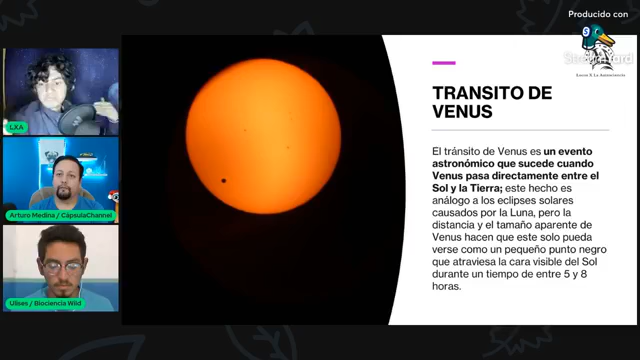 Producido con
StreamYard
Luces X La Astrociencia
LXA
Arturo Medina / CápsulaChannel
Ulises / Biociencia Wild
TRANSITO DE
VENUS
El tránsito de Venus es un evento
astronómico que sucede cuando
Venus pasa directamente entre el
Sol y la Tierra; este hecho es
análogo a los eclipses solares
causados por la Luna, pero la
distancia y el tamaño aparente de
Venus hacen que este solo pueda
verse como un pequeño punto negro
que atraviesa la cara visible del Sol
durante un tiempo de entre 5 y 8
horas.